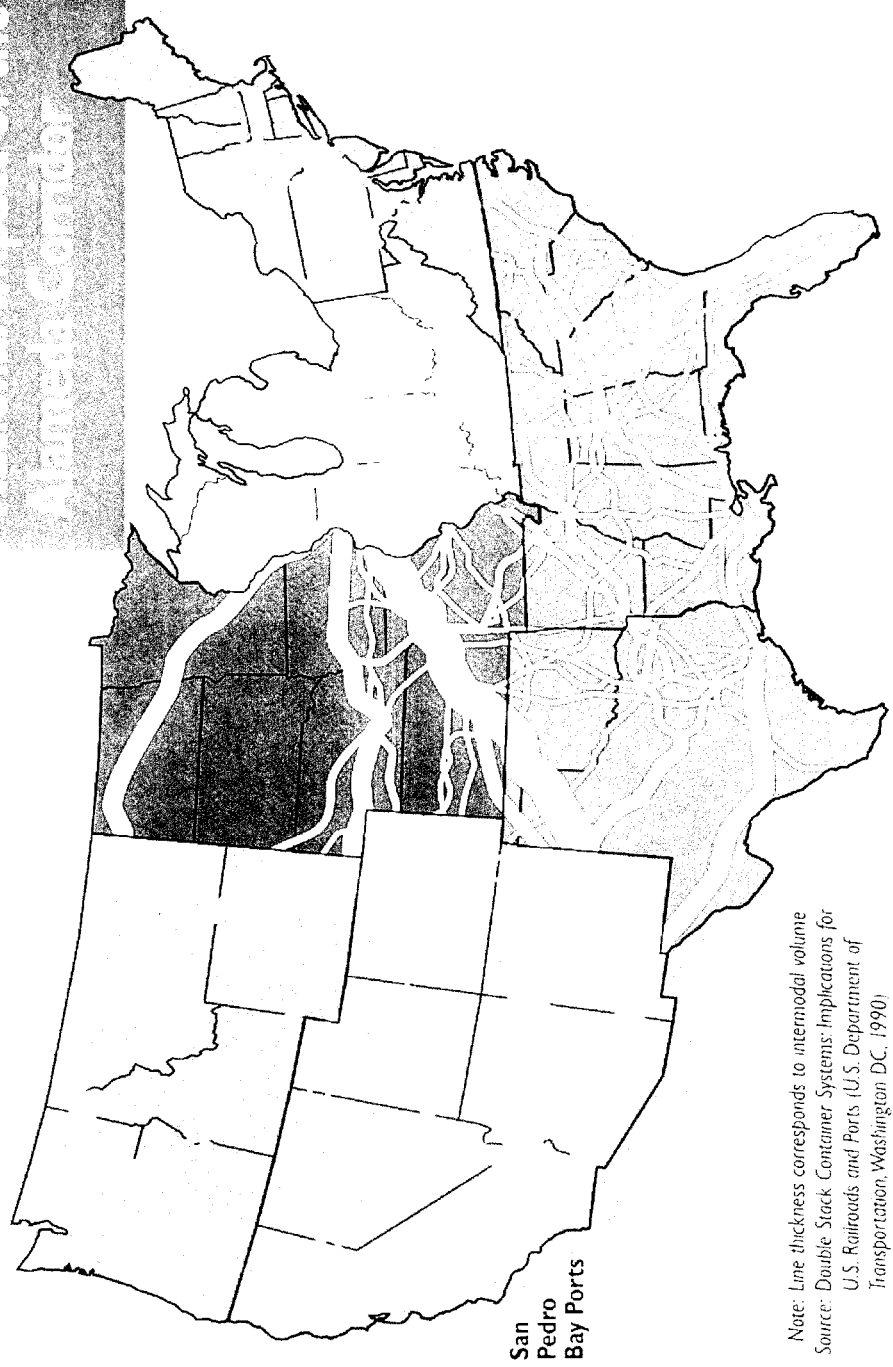 Alameda Corridor
San
Pedro
Bay Ports
Note: Line thickness corresponds to intermodal volume
Source: Double Stack Container Systems: Implications for
U.S. Railroads and Ports (U.S. Department of
Transportation, Washington DC, 1990)